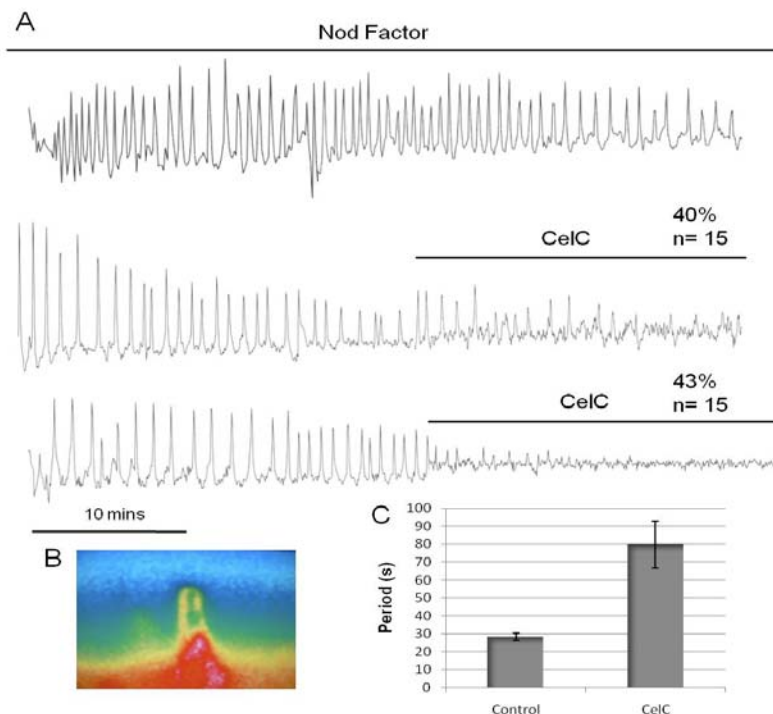 A
Nod Factor
40%
CelC
n= 15
43%
CelC
n= 15
10 mins
B
C
Period (s)
100
90
80
70
60
50
40
30
20
10
0
Control
CelC